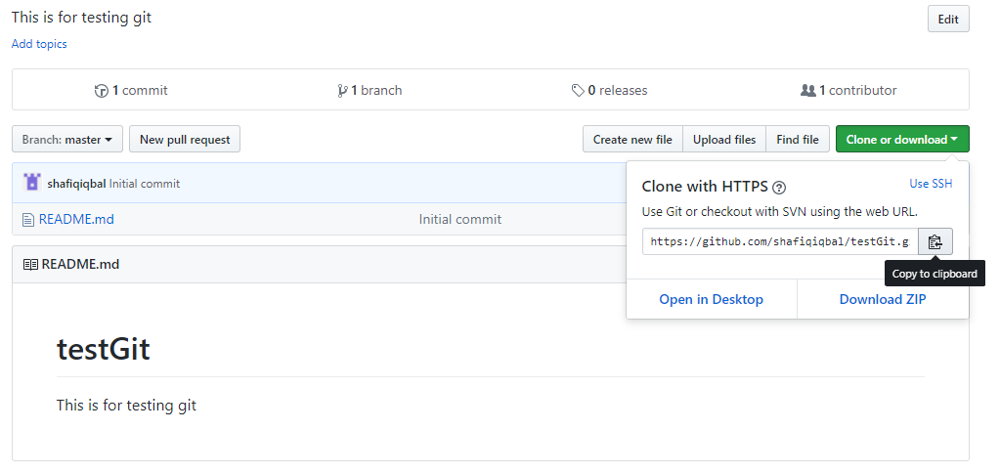 This is for testing git
Edit
Add topics
1 commit
1 branch
0 releases
1 contributor
Branch: master
New pull request
Create new file
Upload files
Find file
Clone or download
shafiqiqbal Initial commit
README.md
Initial commit
Clone with HTTPS
Use SSH
Use Git or checkout with SVN using the web URL.
https://github.com/shafiqiqbal/testGit.g
Copy to clipboard
Open in Desktop
Download ZIP
README.md
testGit
This is for testing git